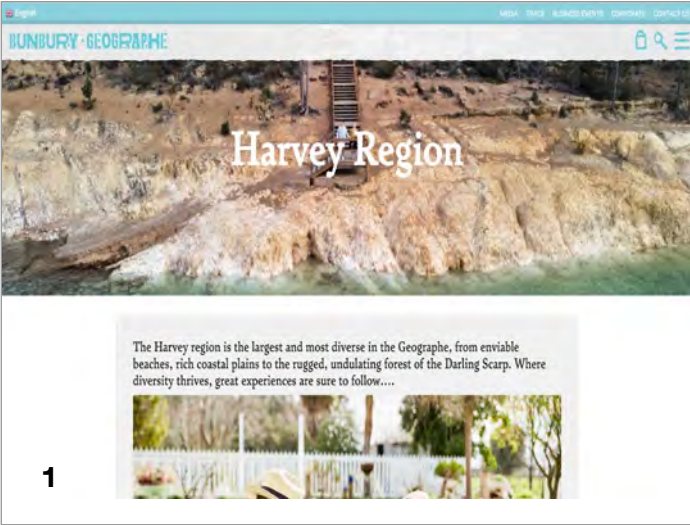 English
MEDIA TRADE BUSINESS EVENTS CORPORATE CONTACT US
BUNBURY · GEOGRAPHE
Harvey Region
The Harvey region is the largest and most diverse in the Geographe, from enviable
beaches, rich coastal plains to the rugged, undulating forest of the Darling Scarp. Where
diversity thrives, great experiences are sure to follow....
1